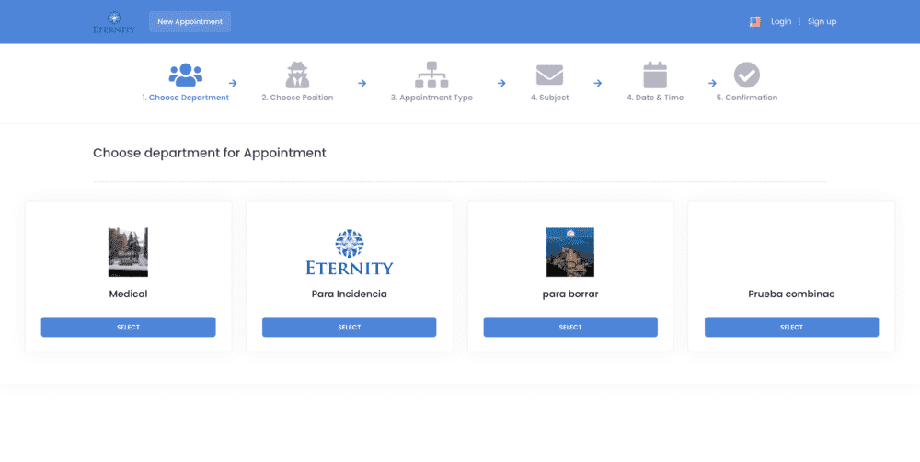 ETERNITY
New Appointment
Login | Sign up
1. Choose Department
2. Choose Position
3. Appointment Type
4. Subject
4. Date & Time
5. Confirmation
Choose department for Appointment
ETERNITY
Medical
Para Incidencia
para borrar
Prueba combinac
SELECT
SELECT
SELECT
SELECT